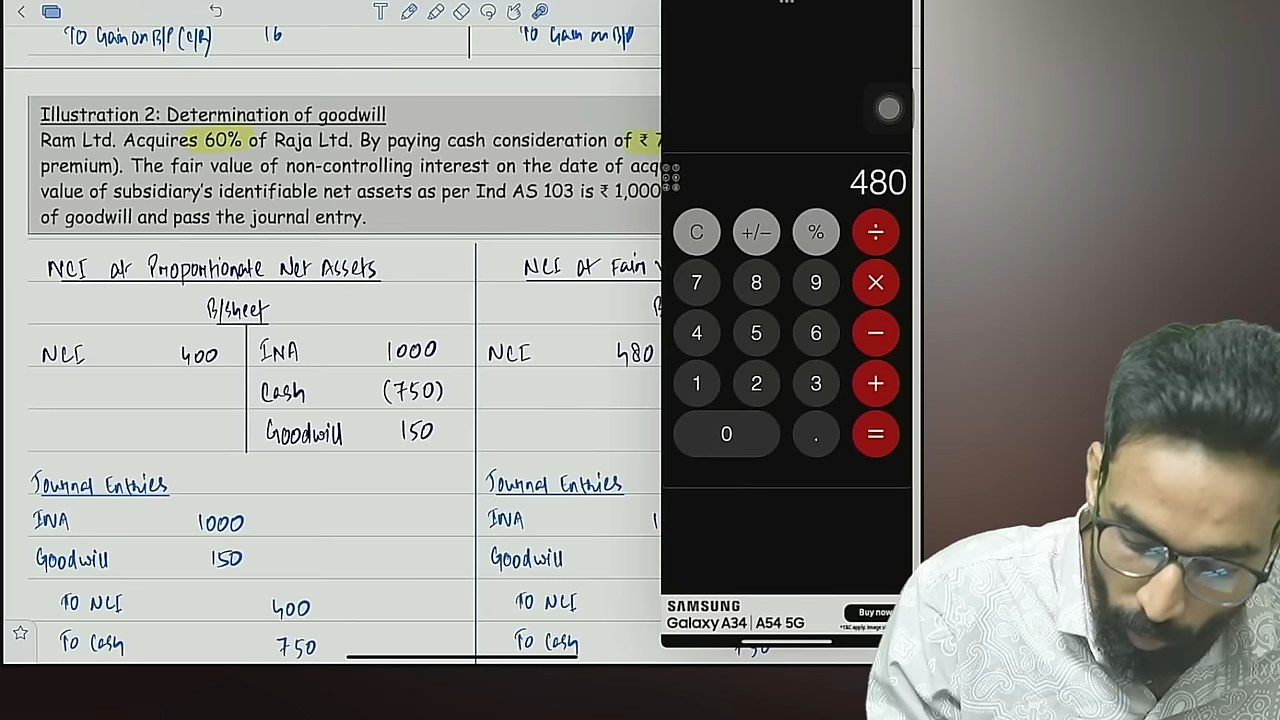 To Gain on B/P (C/R) 16
To Gain on B/P
Illustration 2: Determination of goodwill
Ram Ltd. Acquires 60% of Raja Ltd. By paying cash consideration of ₹ 7
premium). The fair value of non-controlling interest on the date of acq
value of subsidiary's identifiable net assets as per Ind AS 103 is ₹ 1,000
of goodwill and pass the journal entry.
NCI at Proportionate Net Assets
B/sheet
NCI 400 INA 1000
Cash (750)
Goodwill 150
Journal Entries
INA 1000
Goodwill 150
To NCI 400
To Cash 750
NCI at Fair V
B
NCI 480
Journal Entries
INA 1
Goodwill
To NCI
To Cash 750
480
C +/− % ÷
7 8 9 ×
4 5 6 −
1 2 3 +
0 . =
SAMSUNG
Galaxy A34 | A54 5G
Buy now